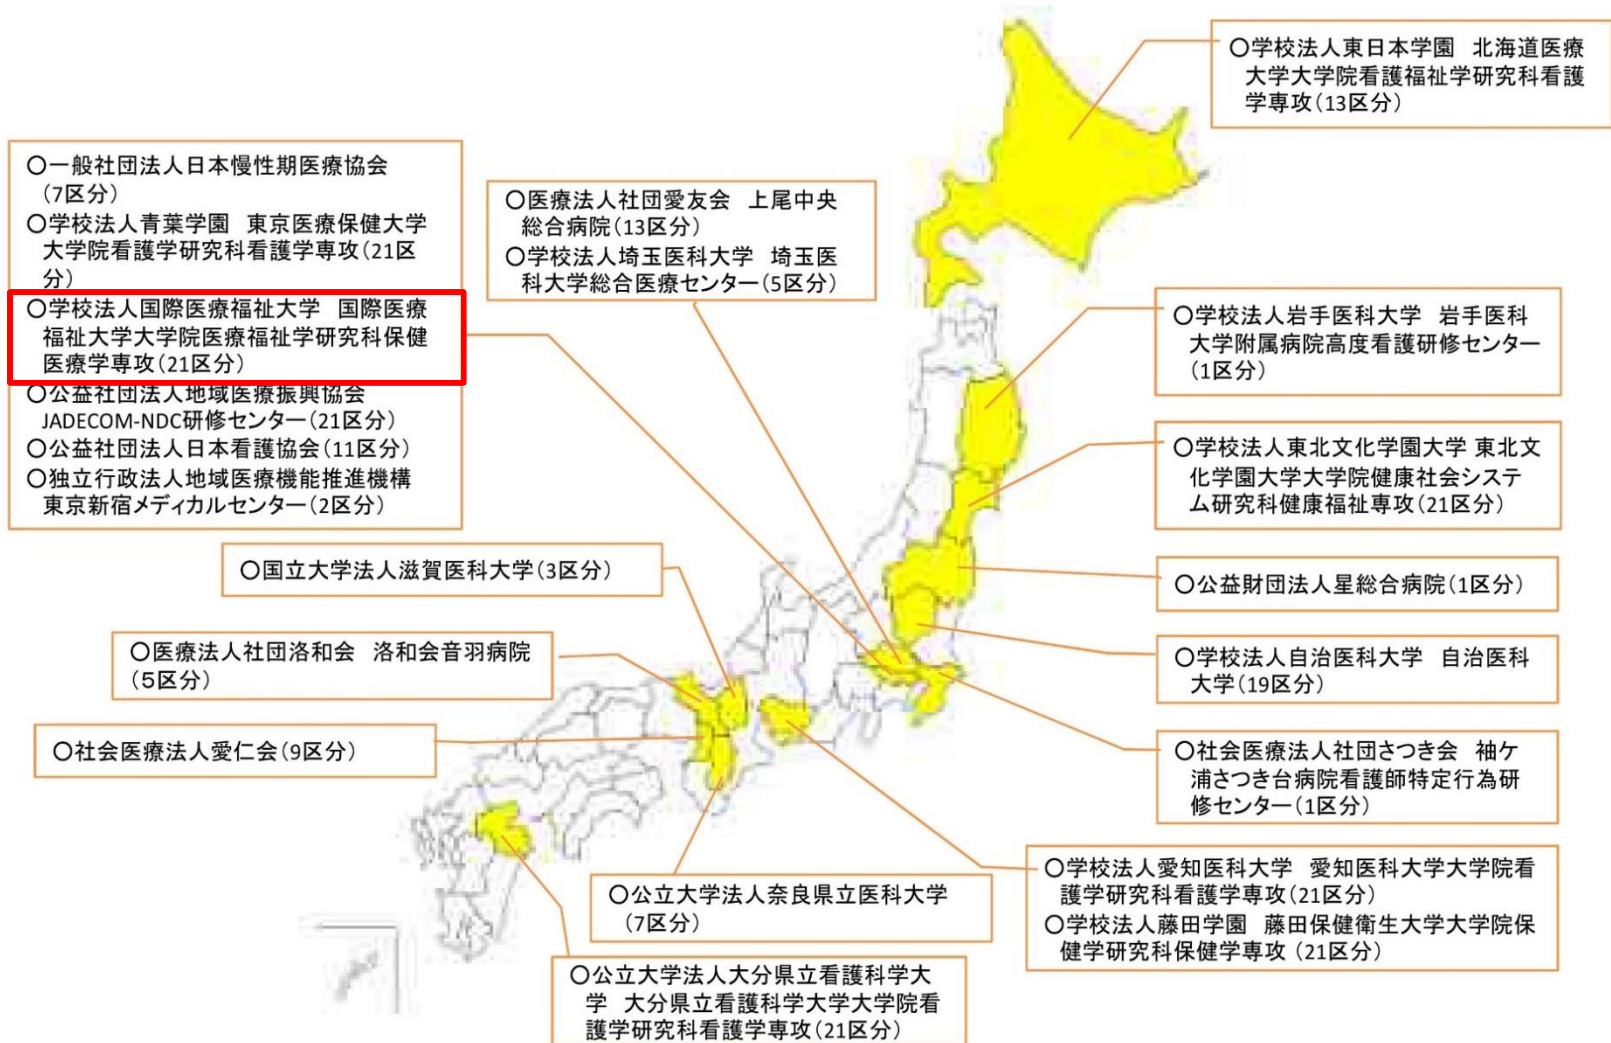 〇学校法人東日本学園 北海道医療
大学大学院看護福祉学研究科看護
学専攻(13区分)
〇一般社団法人日本慢性期医療協会
(7区分)
〇学校法人青葉学園 東京医療保健大学
大学院看護学研究科看護学専攻(21区
分)
〇学校法人国際医療福祉大学 国際医療
福祉大学大学院医療福祉学研究科保健
医療学専攻(21区分)
〇公益社団法人地域医療振興協会
JADECOM-NDC研修センター(21区分)
〇公益社団法人日本看護協会(11区分)
〇独立行政法人地域医療機能推進機構
東京新宿メディカルセンター(2区分)
〇医療法人社団愛友会 上尾中央
総合病院(13区分)
〇学校法人埼玉医科大学 埼玉医
科大学総合医療センター(5区分)
〇学校法人岩手医科大学 岩手医科
大学附属病院高度看護研修センター
(1区分)
〇学校法人東北文化学園大学 東北文
化学園大学大学院健康社会システ
ム研究科健康福祉専攻(21区分)
〇公益財団法人星総合病院(1区分)
〇学校法人自治医科大学 自治医科
大学(19区分)
〇社会医療法人社団さつき会 袖ケ
浦さつき台病院看護師特定行為研
修センター(1区分)
〇国立大学法人滋賀医科大学(3区分)
〇医療法人社団洛和会 洛和会音羽病院
(5区分)
〇社会医療法人愛仁会(9区分)
〇公立大学法人奈良県立医科大学
(7区分)
〇学校法人愛知医科大学 愛知医科大学大学院看
護学研究科看護学専攻(21区分)
〇学校法人藤田学園 藤田保健衛生大学大学院保
健学研究科保健学専攻 (21区分)
〇公立大学法人大分県立看護科学大
学 大分県立看護科学大学大学院看
護学研究科看護学専攻(21区分)